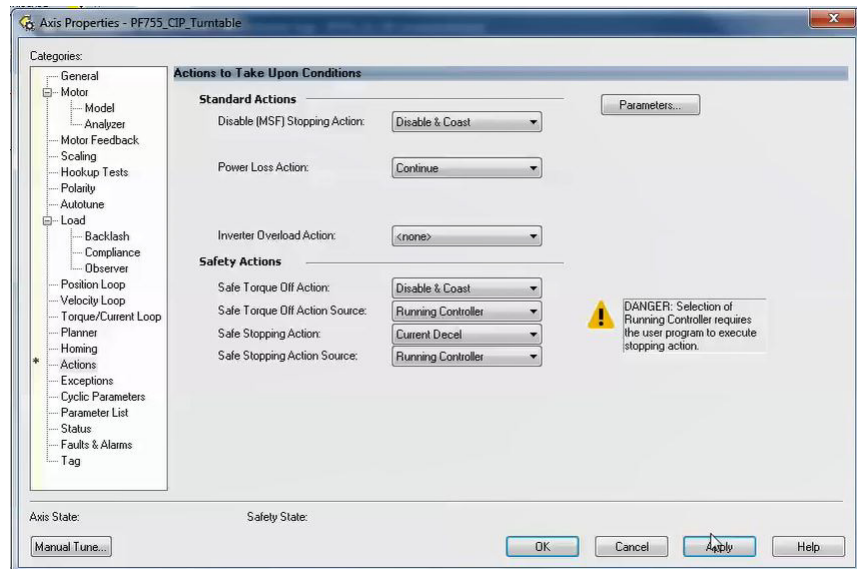 Axis Properties - PF755_CIP_Turntable
X
Categories:
General
Motor
Model
Analyzer
Motor Feedback
Scaling
Hookup Tests
Polarity
Autotune
Load
Backlash
Compliance
Observer
Position Loop
Velocity Loop
Torque/Current Loop
Planner
Homing
* Actions
Exceptions
Cyclic Parameters
Parameter List
Status
Faults & Alarms
Tag
Actions to Take Upon Conditions
Standard Actions
Parameters...
Disable (MSF) Stopping Action: Disable & Coast
Power Loss Action: Continue
Inverter Overload Action: <none>
Safety Actions
Safe Torque Off Action: Disable & Coast
Safe Torque Off Action Source: Running Controller
Safe Stopping Action: Current Decel
Safe Stopping Action Source: Running Controller
DANGER: Selection of
Running Controller requires
the user program to execute
stopping action.
Axis State: Safety State:
Manual Tune... OK Cancel Apply Help